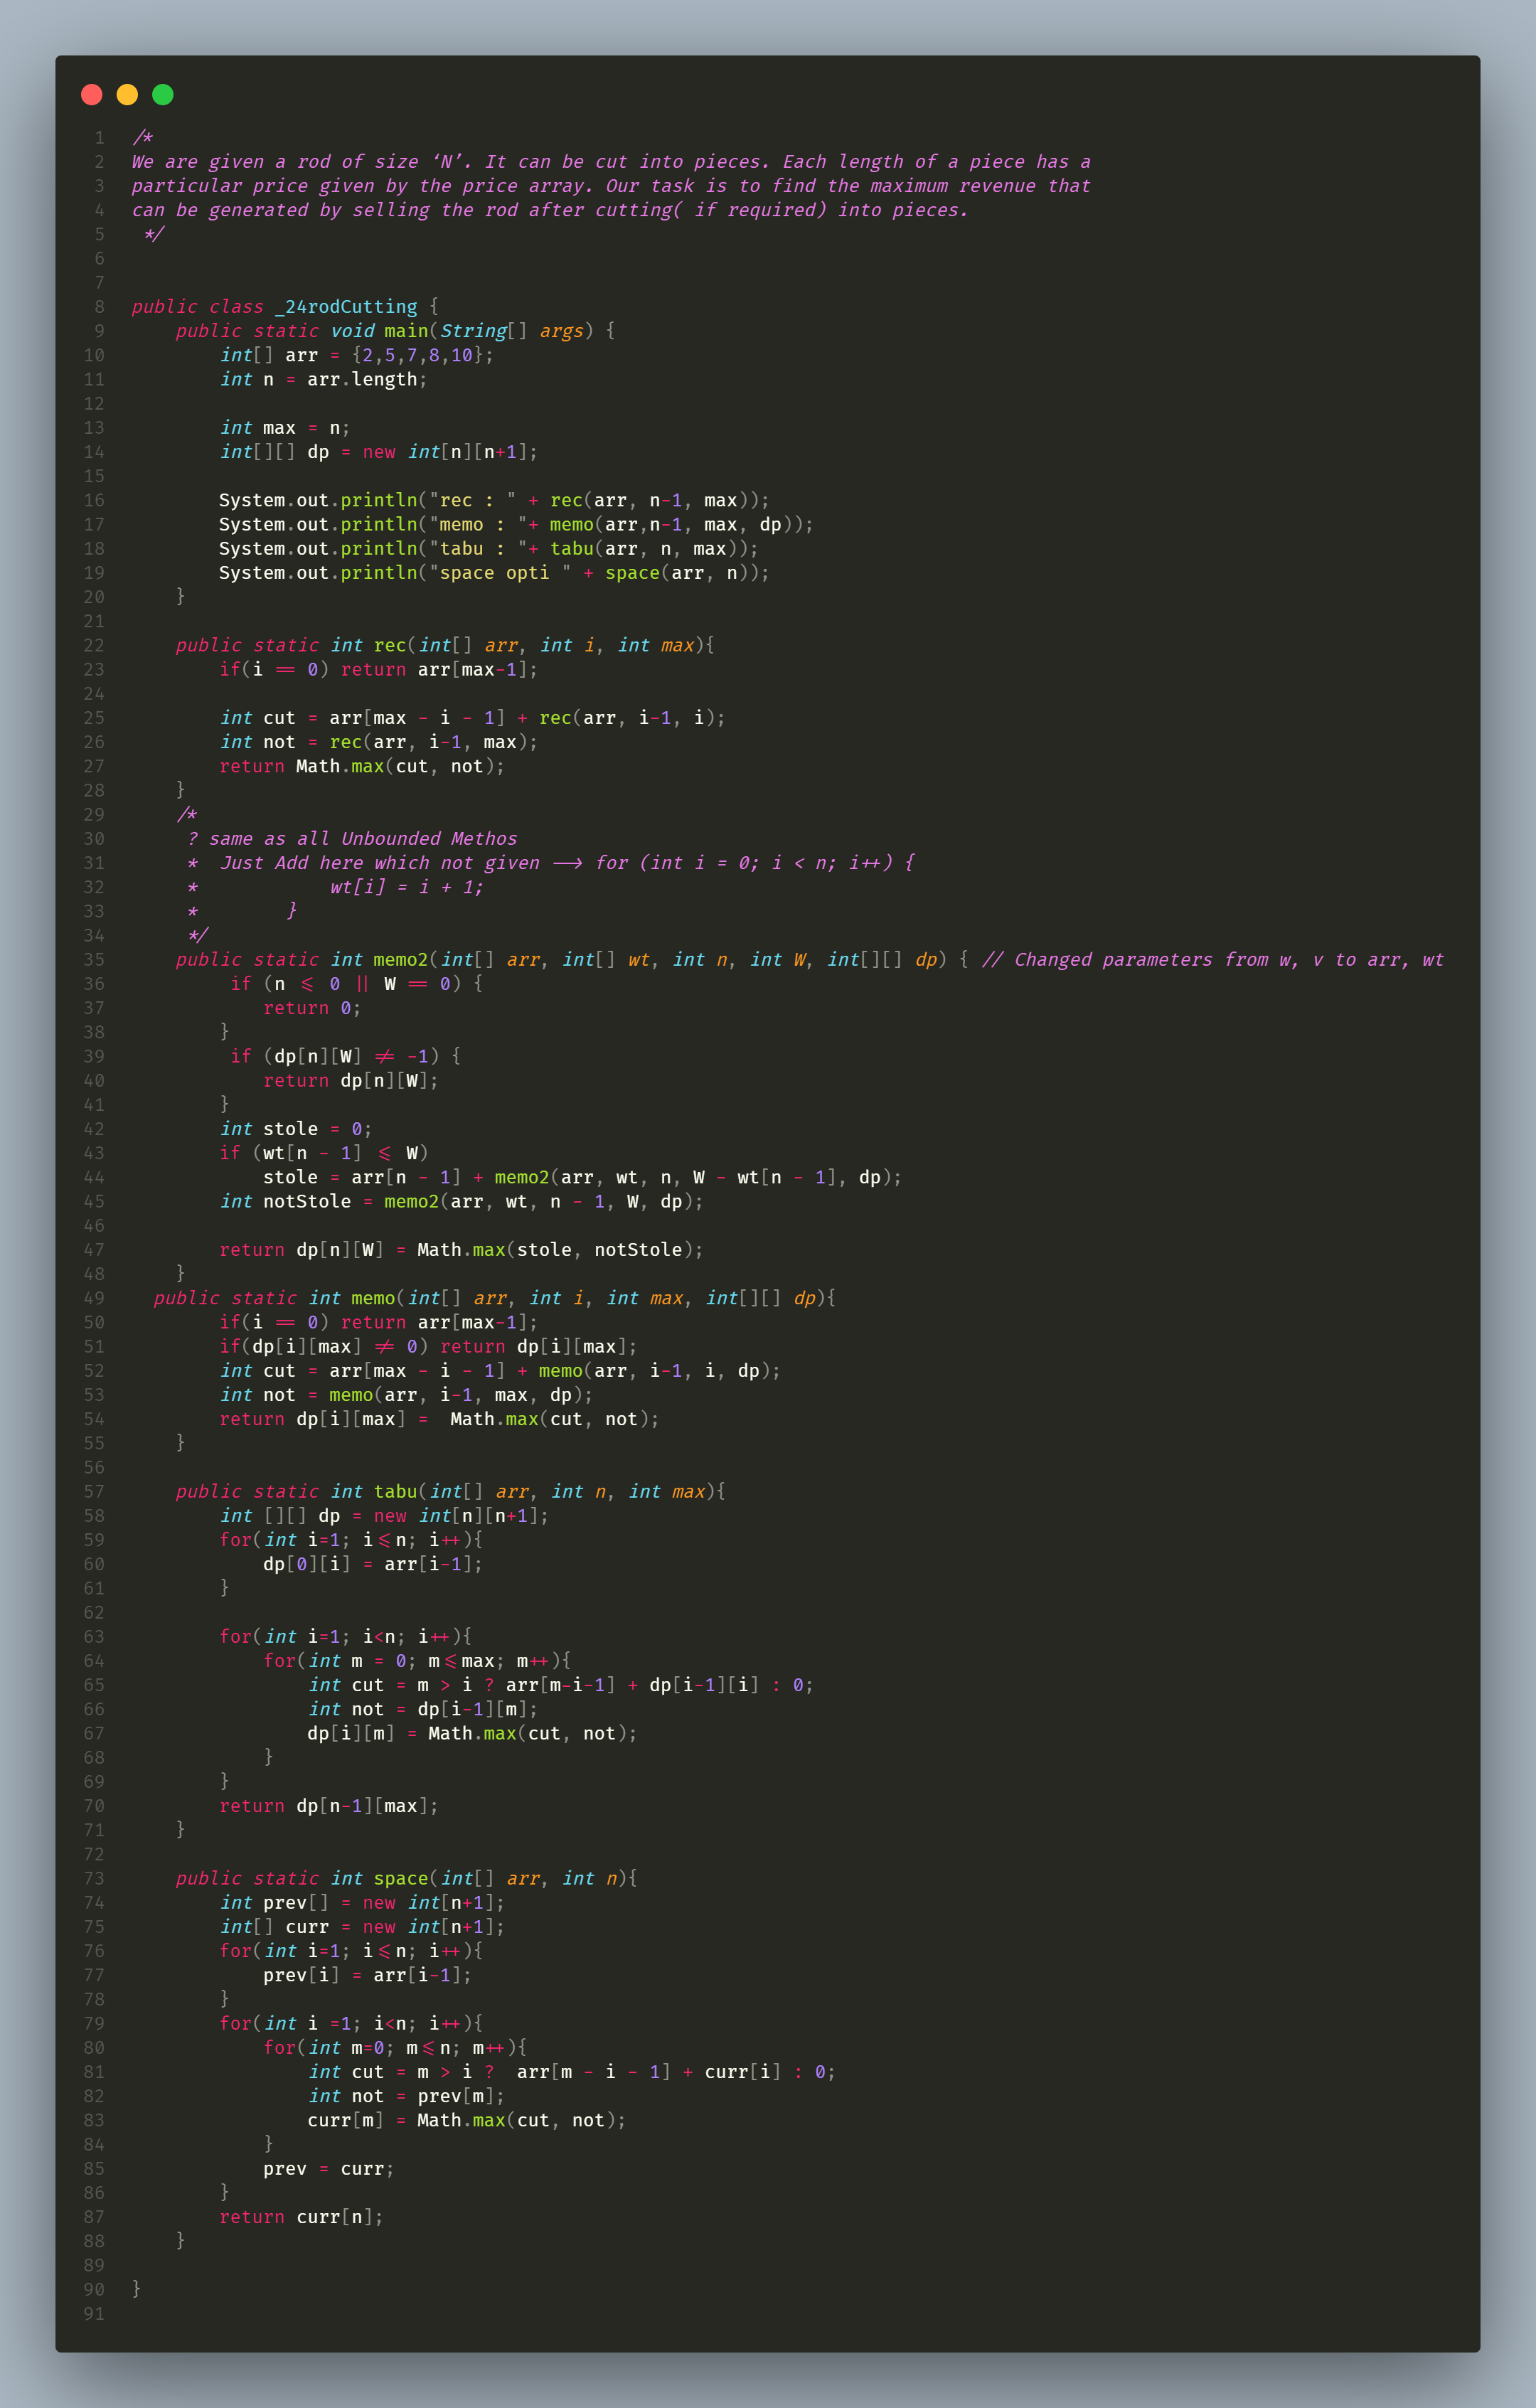 1 /*
2 We are given a rod of size ‘N’. It can be cut into pieces. Each length of a piece has a
3 particular price given by the price array. Our task is to find the maximum revenue that
4 can be generated by selling the rod after cutting( if required) into pieces.
5  */
6
7
8 public class _24rodCutting {
9     public static void main(String[] args) {
10         int[] arr = {2,5,7,8,10};
11         int n = arr.length;
12
13         int max = n;
14         int[][] dp = new int[n][n+1];
15
16         System.out.println("rec : " + rec(arr, n-1, max));
17         System.out.println("memo : "+ memo(arr,n-1, max, dp));
18         System.out.println("tabu : "+ tabu(arr, n, max));
19         System.out.println("space opti " + space(arr, n));
20     }
21
22     public static int rec(int[] arr, int i, int max){
23         if(i == 0) return arr[max-1];
24
25         int cut = arr[max - i - 1] + rec(arr, i-1, i);
26         int not = rec(arr, i-1, max);
27         return Math.max(cut, not);
28     }
29     /*
30      ? same as all Unbounded Methos
31      *  Just Add here which not given --> for (int i = 0; i < n; i++) {
32      *            wt[i] = i + 1;
33      *        }
34      */
35     public static int memo2(int[] arr, int[] wt, int n, int W, int[][] dp) { // Changed parameters from w, v to arr, wt
36          if (n <= 0 || W == 0) {
37             return 0;
38         }
39          if (dp[n][W] != -1) {
40             return dp[n][W];
41         }
42         int stole = 0;
43         if (wt[n - 1] <= W)
44             stole = arr[n - 1] + memo2(arr, wt, n, W - wt[n - 1], dp);
45         int notStole = memo2(arr, wt, n - 1, W, dp);
46
47         return dp[n][W] = Math.max(stole, notStole);
48     }
49   public static int memo(int[] arr, int i, int max, int[][] dp){
50         if(i == 0) return arr[max-1];
51         if(dp[i][max] != 0) return dp[i][max];
52         int cut = arr[max - i - 1] + memo(arr, i-1, i, dp);
53         int not = memo(arr, i-1, max, dp);
54         return dp[i][max] =  Math.max(cut, not);
55     }
56
57     public static int tabu(int[] arr, int n, int max){
58         int [][] dp = new int[n][n+1];
59         for(int i=1; i<=n; i++){
60             dp[0][i] = arr[i-1];
61         }
62
63         for(int i=1; i<n; i++){
64             for(int m = 0; m<=max; m++){
65                 int cut = m > i ? arr[m-i-1] + dp[i-1][i] : 0;
66                 int not = dp[i-1][m];
67                 dp[i][m] = Math.max(cut, not);
68             }
69         }
70         return dp[n-1][max];
71     }
72
73     public static int space(int[] arr, int n){
74         int prev[] = new int[n+1];
75         int[] curr = new int[n+1];
76         for(int i=1; i<=n; i++){
77             prev[i] = arr[i-1];
78         }
79         for(int i =1; i<n; i++){
80             for(int m=0; m<=n; m++){
81                 int cut = m > i ?  arr[m - i - 1] + curr[i] : 0;
82                 int not = prev[m];
83                 curr[m] = Math.max(cut, not);
84             }
85             prev = curr;
86         }
87         return curr[n];
88     }
89
90 }
91